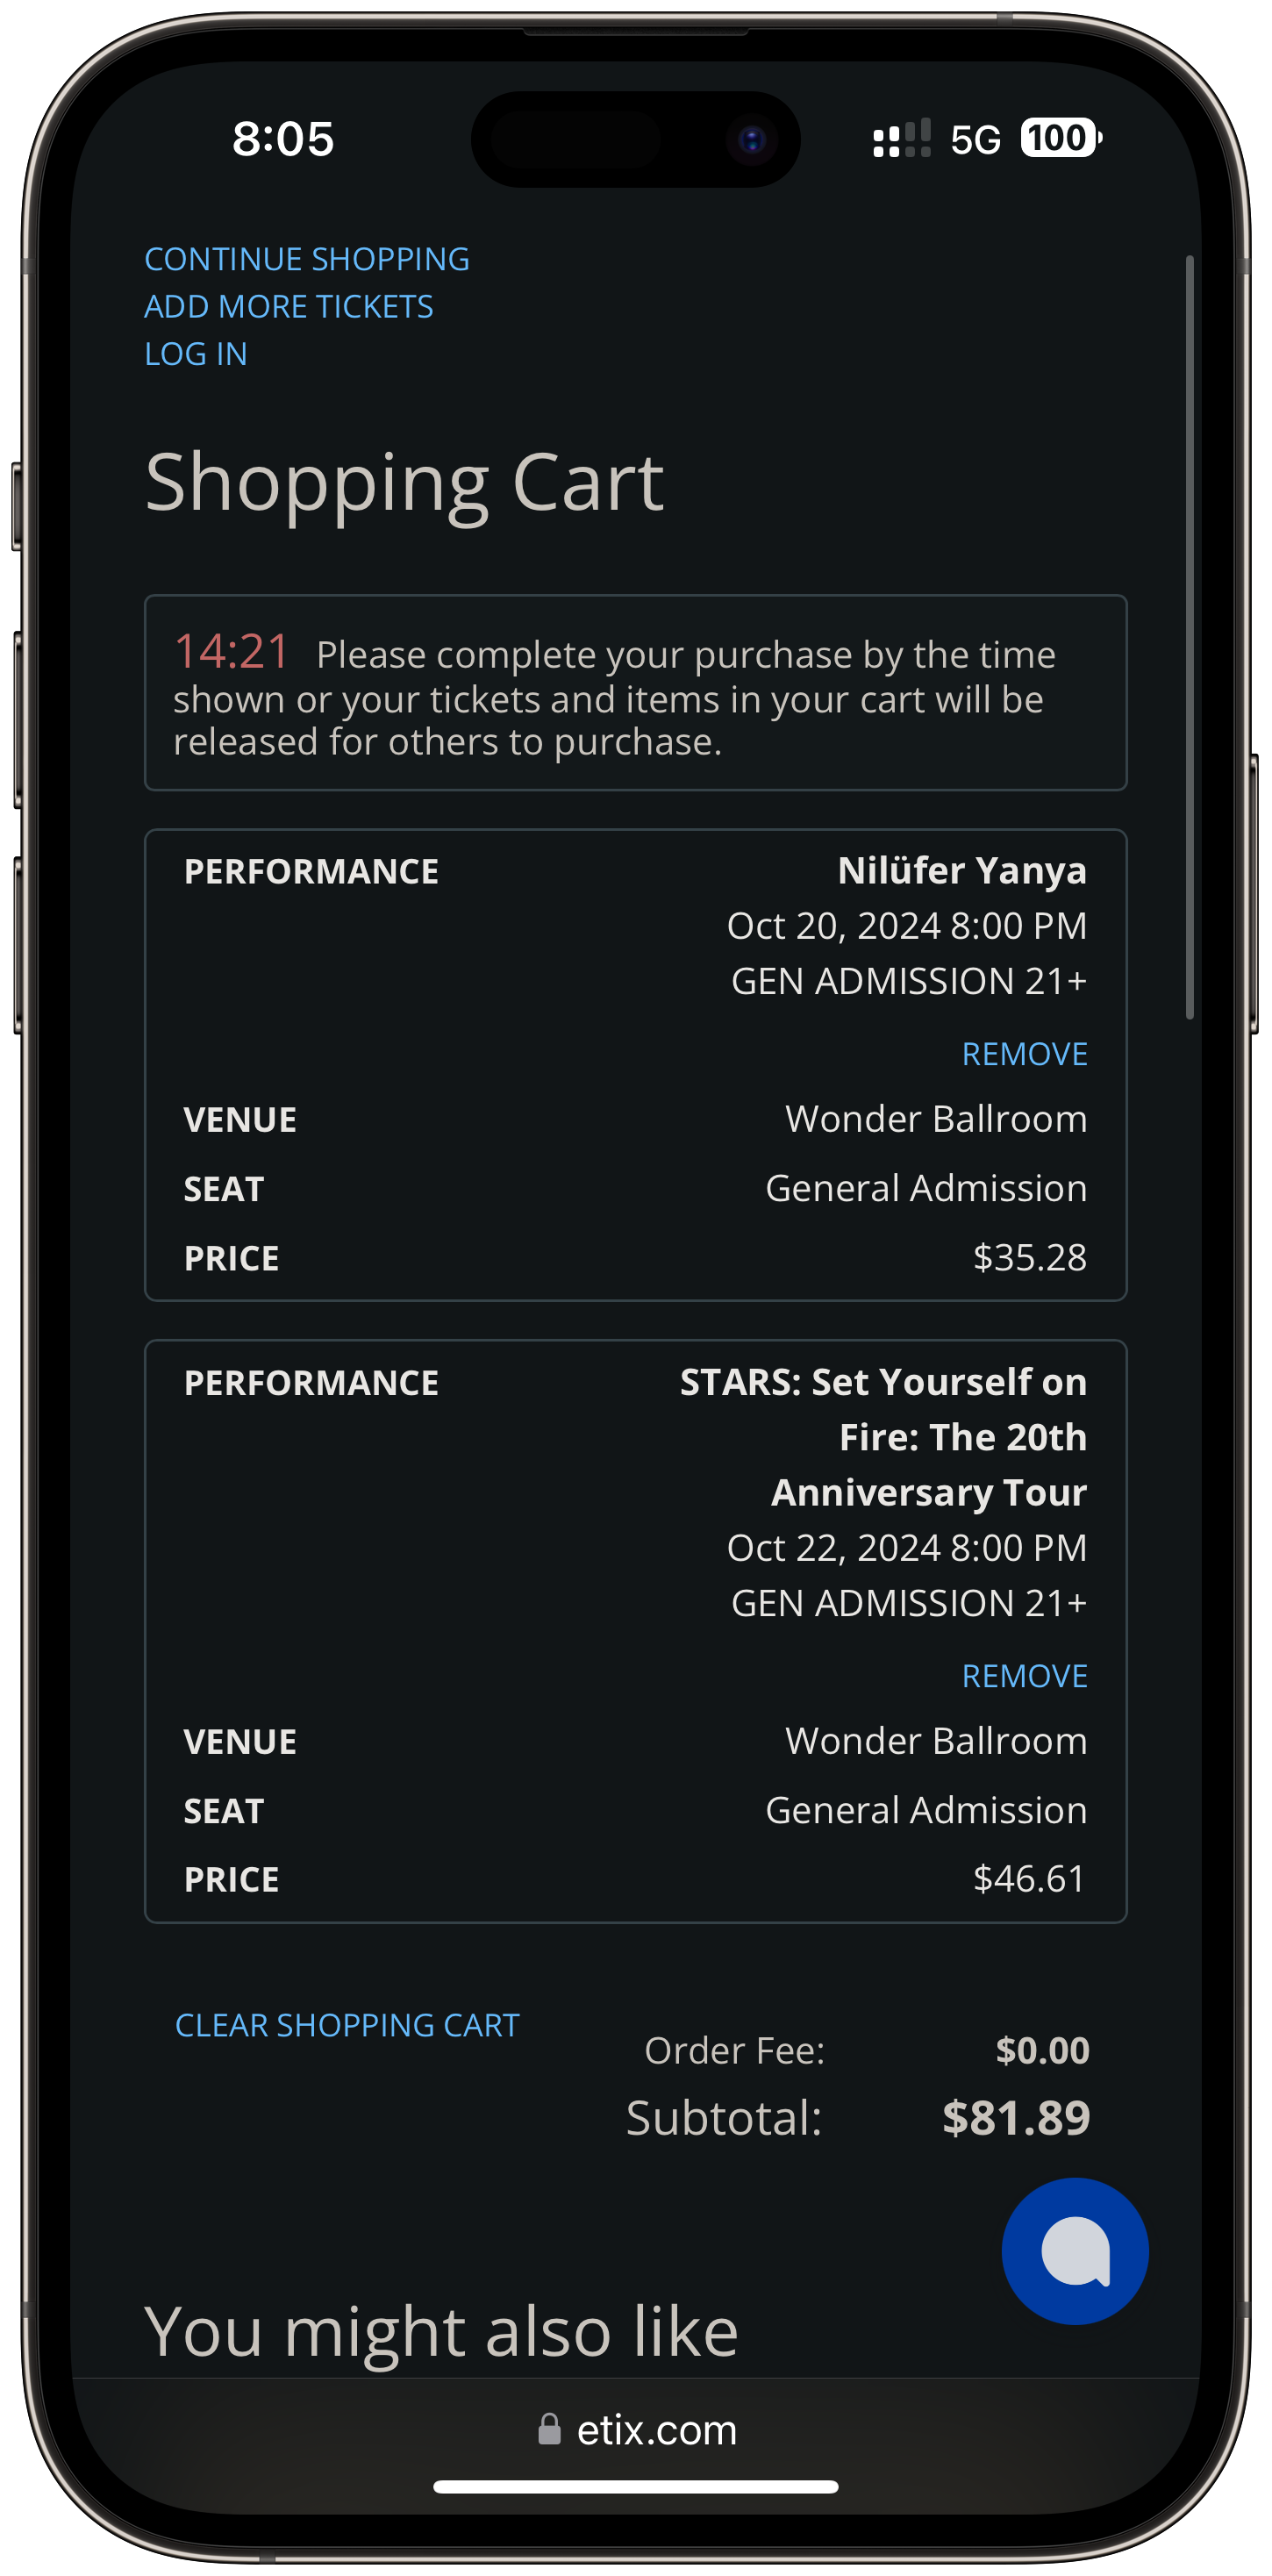 8:05
5G 100
CONTINUE SHOPPING
ADD MORE TICKETS
LOG IN
Shopping Cart
14:21 Please complete your purchase by the time
shown or your tickets and items in your cart will be
released for others to purchase.
PERFORMANCE Nilüfer Yanya
Oct 20, 2024 8:00 PM
GEN ADMISSION 21+
REMOVE
VENUE Wonder Ballroom
SEAT General Admission
PRICE $35.28
PERFORMANCE STARS: Set Yourself on
Fire: The 20th
Anniversary Tour
Oct 22, 2024 8:00 PM
GEN ADMISSION 21+
REMOVE
VENUE Wonder Ballroom
SEAT General Admission
PRICE $46.61
CLEAR SHOPPING CART
Order Fee: $0.00
Subtotal: $81.89
You might also like
etix.com